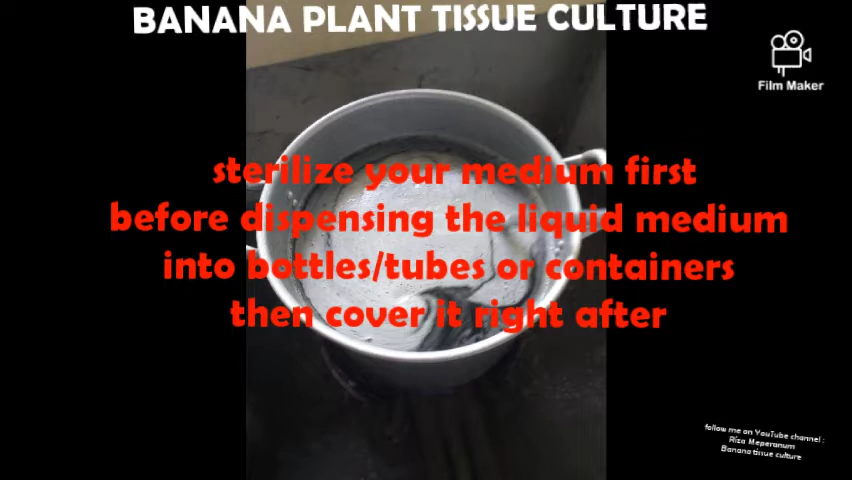 BANANA PLANT TISSUE CULTURE
Film Maker
sterilize your medium first
before dispensing the liquid medium
into bottles/tubes or containers
then cover it right after
follow me on YouTube channel :
Riza Meperanum
Banana tissue culture